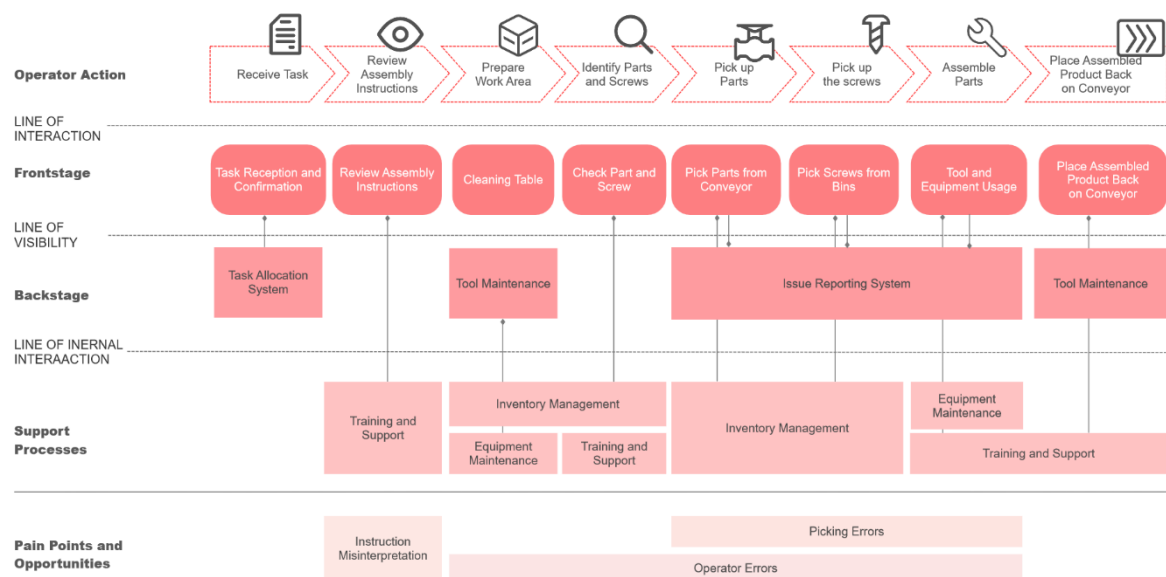 Operator Action
Receive Task
Review
Assembly
Instructions
Prepare
Work Area
Identify Parts
and Screws
Pick up
Parts
Pick up
the screws
Assemble
Parts
Place Assembled
Product Back
on Conveyor
LINE OF
INTERACTION
Frontstage
Task Reception and
Confirmation
Review Assembly
Instructions
Cleaning Table
Check Part and
Screw
Pick Parts from
Conveyor
Pick Screws from
Bins
Tool and
Equipment Usage
Place Assembled
Product Back
on Conveyor
LINE OF
VISIBILITY
Backstage
Task Allocation
System
Tool Maintenance
Issue Reporting System
Tool Maintenance
LINE OF INERNAL
INTERAACTION
Support
Processes
Training and
Support
Inventory Management
Equipment
Maintenance
Training and
Support
Inventory Management
Equipment
Maintenance
Training and Support
Pain Points and
Opportunities
Instruction
Misinterpretation
Picking Errors
Operator Errors